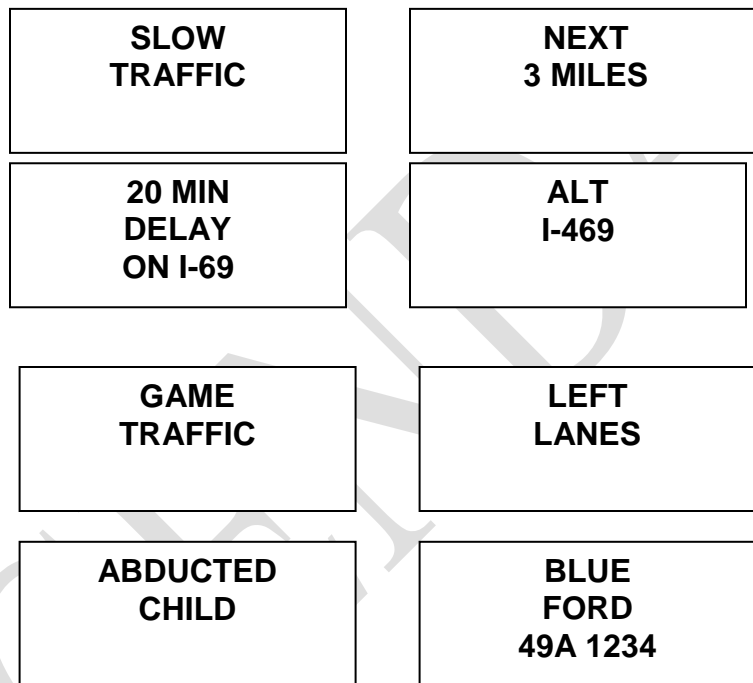 SLOW
TRAFFIC
NEXT
3 MILES
20 MIN
DELAY
ON I-69
ALT
I-469
GAME
TRAFFIC
LEFT
LANES
ABDUCTED
CHILD
BLUE
FORD
49A 1234